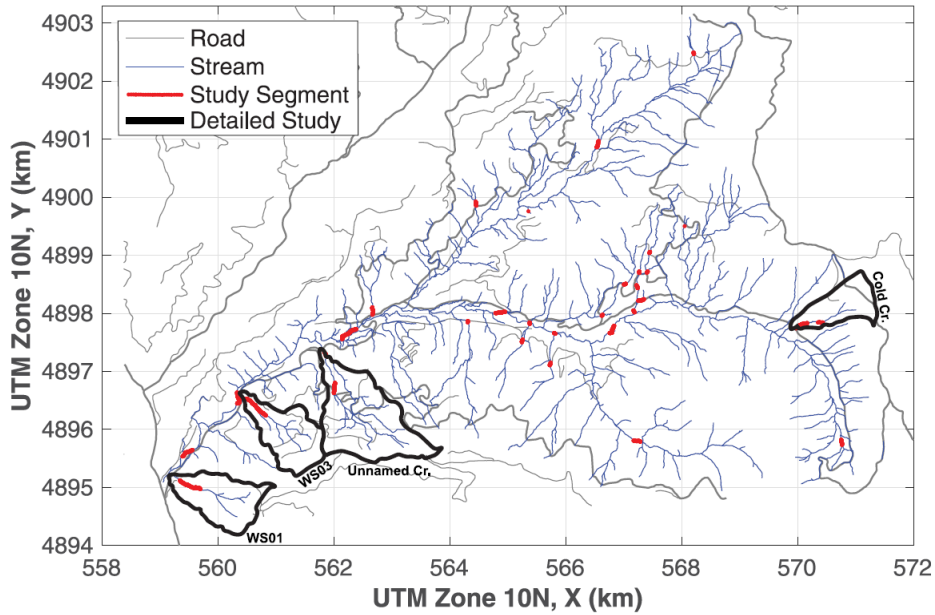 4903
4902
4901
4900
4899
4898
4897
4896
4895
4894
UTM Zone 10N, Y (km)
Road
Stream
Study Segment
Detailed Study
Cold Cr.
WS03
Unnamed Cr.
WS01
558 560 562 564 566 568 570 572
UTM Zone 10N, X (km)